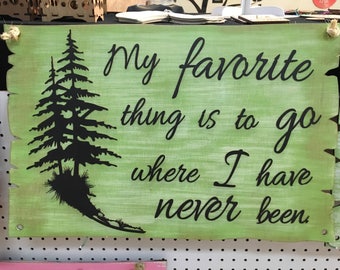 My favorite
thing is to go
where I have
never been.